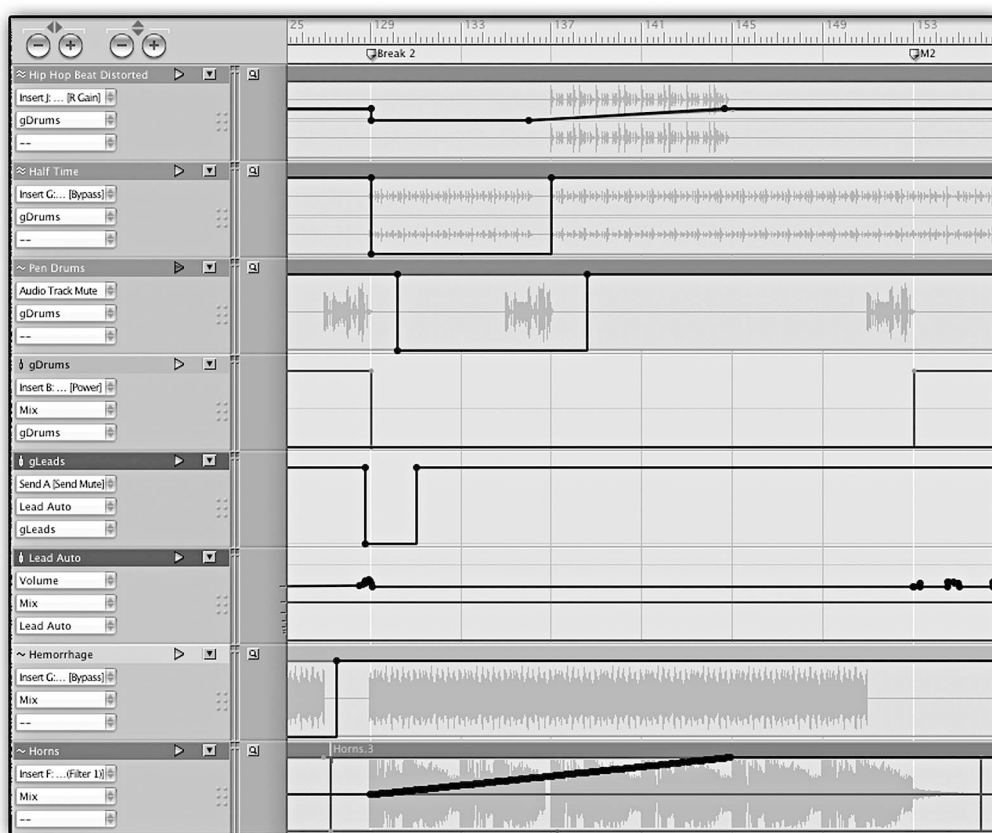 25 129 133 137 141 145 149 153
Break 2 M2
Hip Hop Beat Distorted
Insert J: ... [R Gain]
gDrums
--
Half Time
Insert G:... [Bypass]
gDrums
--
Pen Drums
Audio Track Mute
gDrums
--
gDrums
Insert B: ... [Power]
Mix
gDrums
gLeads
Send A [Send Mute]
Lead Auto
gLeads
Lead Auto
Volume
Mix
Lead Auto
Hemorrhage
Insert G:... [Bypass]
Mix
--
Horns
Horns.3
Insert F: ...(Filter 1)]
Mix
--